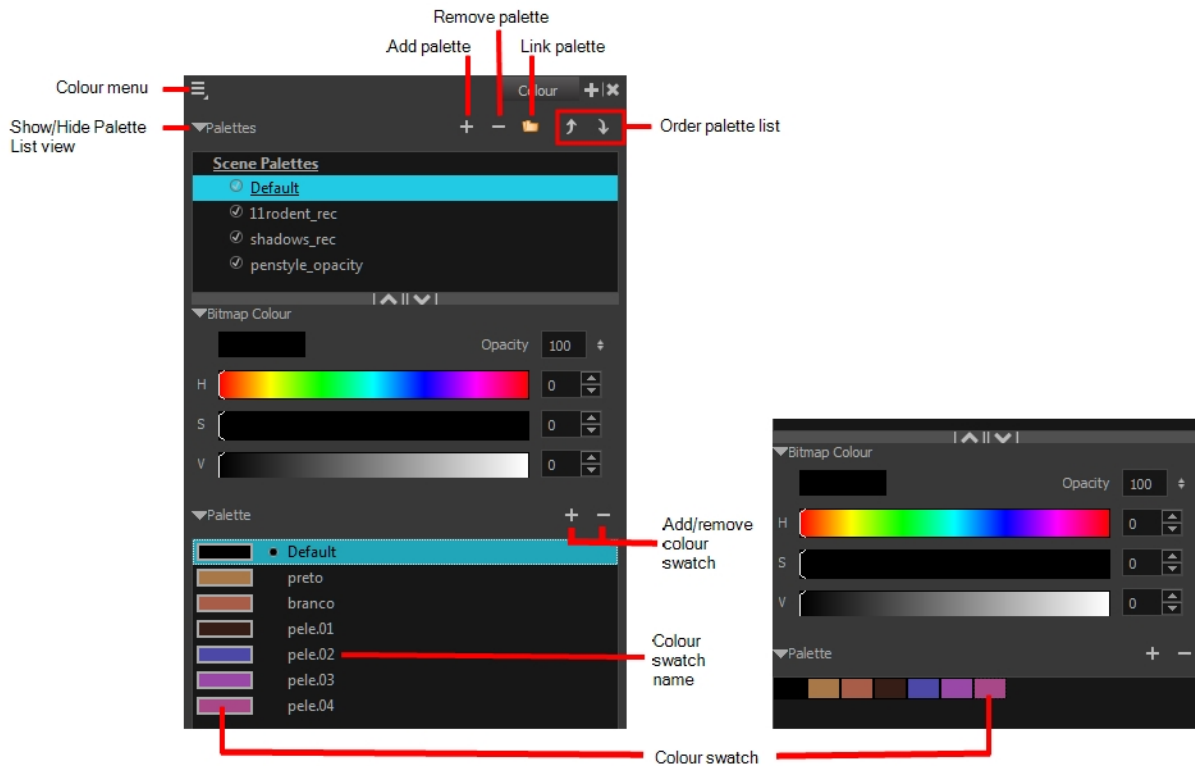 Remove palette
Add palette
Link palette
Colour menu
Colour
Show/Hide Palette
List view
Palettes
Order palette list
Scene Palettes
Default
11rodent_rec
shadows_rec
penstyle_opacity
Bitmap Colour
Opacity 100
H 0
S 0
V 0
Palette
Default
preto
branco
pele.01
pele.02
pele.03
pele.04
Add/remove
colour
swatch
Colour
swatch
name
Bitmap Colour
Opacity 100
H 0
S 0
V 0
Palette
Colour swatch